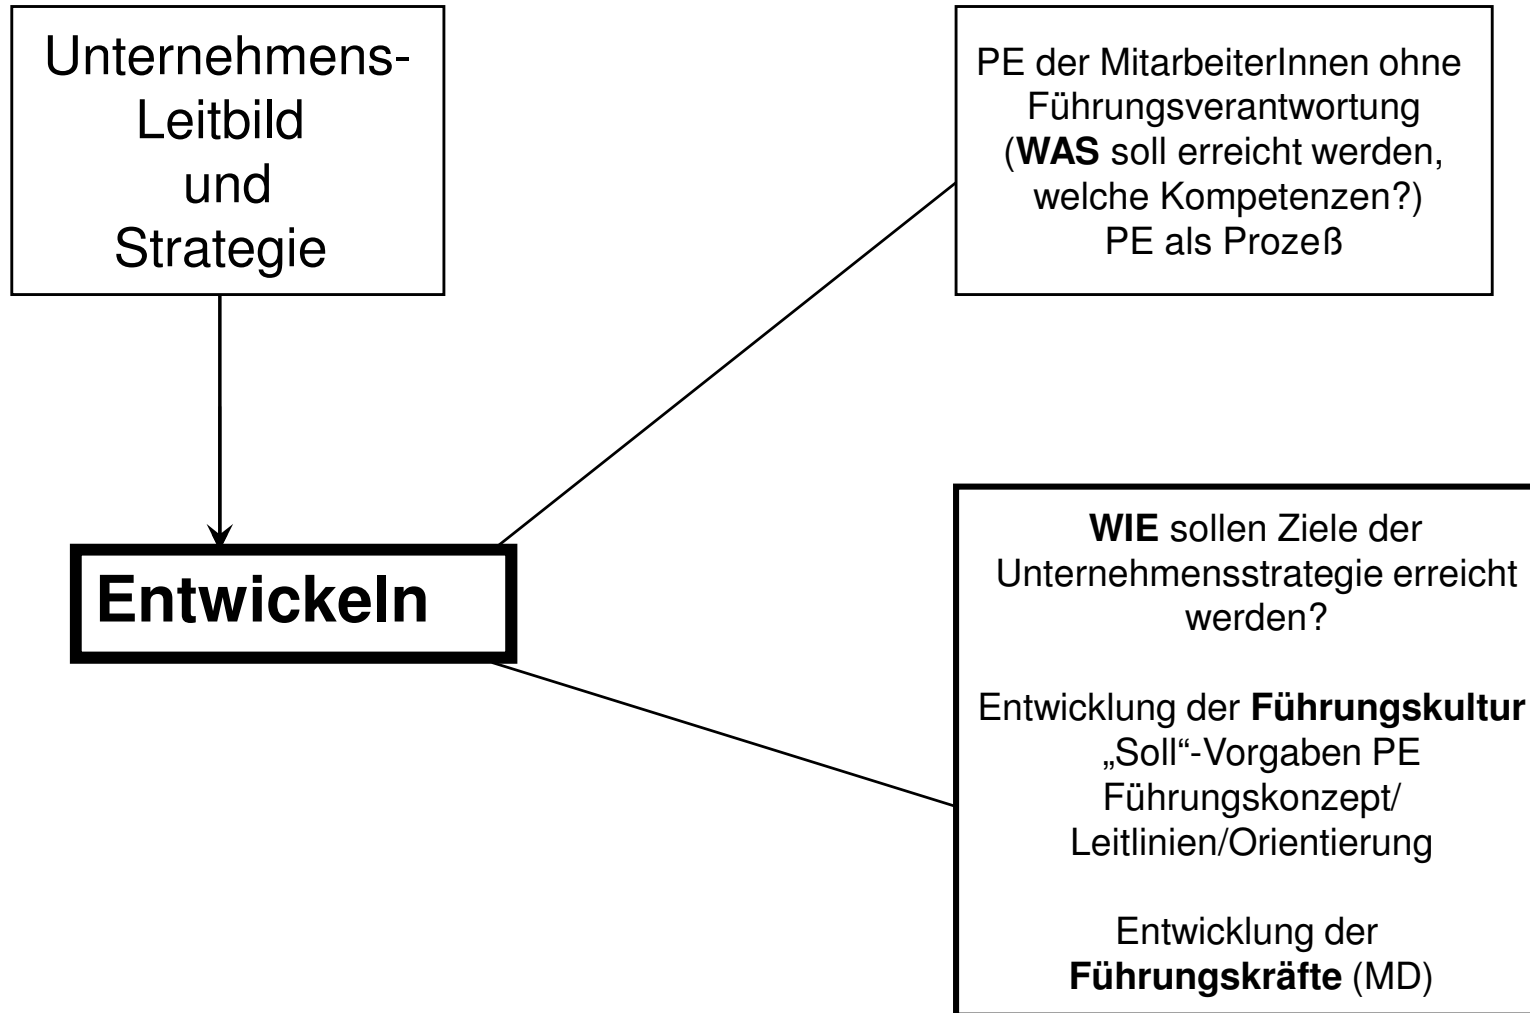 Unternehmens-
Leitbild
und
Strategie
PE der MitarbeiterInnen ohne
Führungsverantwortung
(WAS soll erreicht werden,
welche Kompetenzen?)
PE als Prozeß
Entwickeln
WIE sollen Ziele der
Unternehmensstrategie erreicht
werden?
Entwicklung der Führungskultur
„Soll“-Vorgaben PE
Führungskonzept/
Leitlinien/Orientierung
Entwicklung der
Führungskräfte (MD)